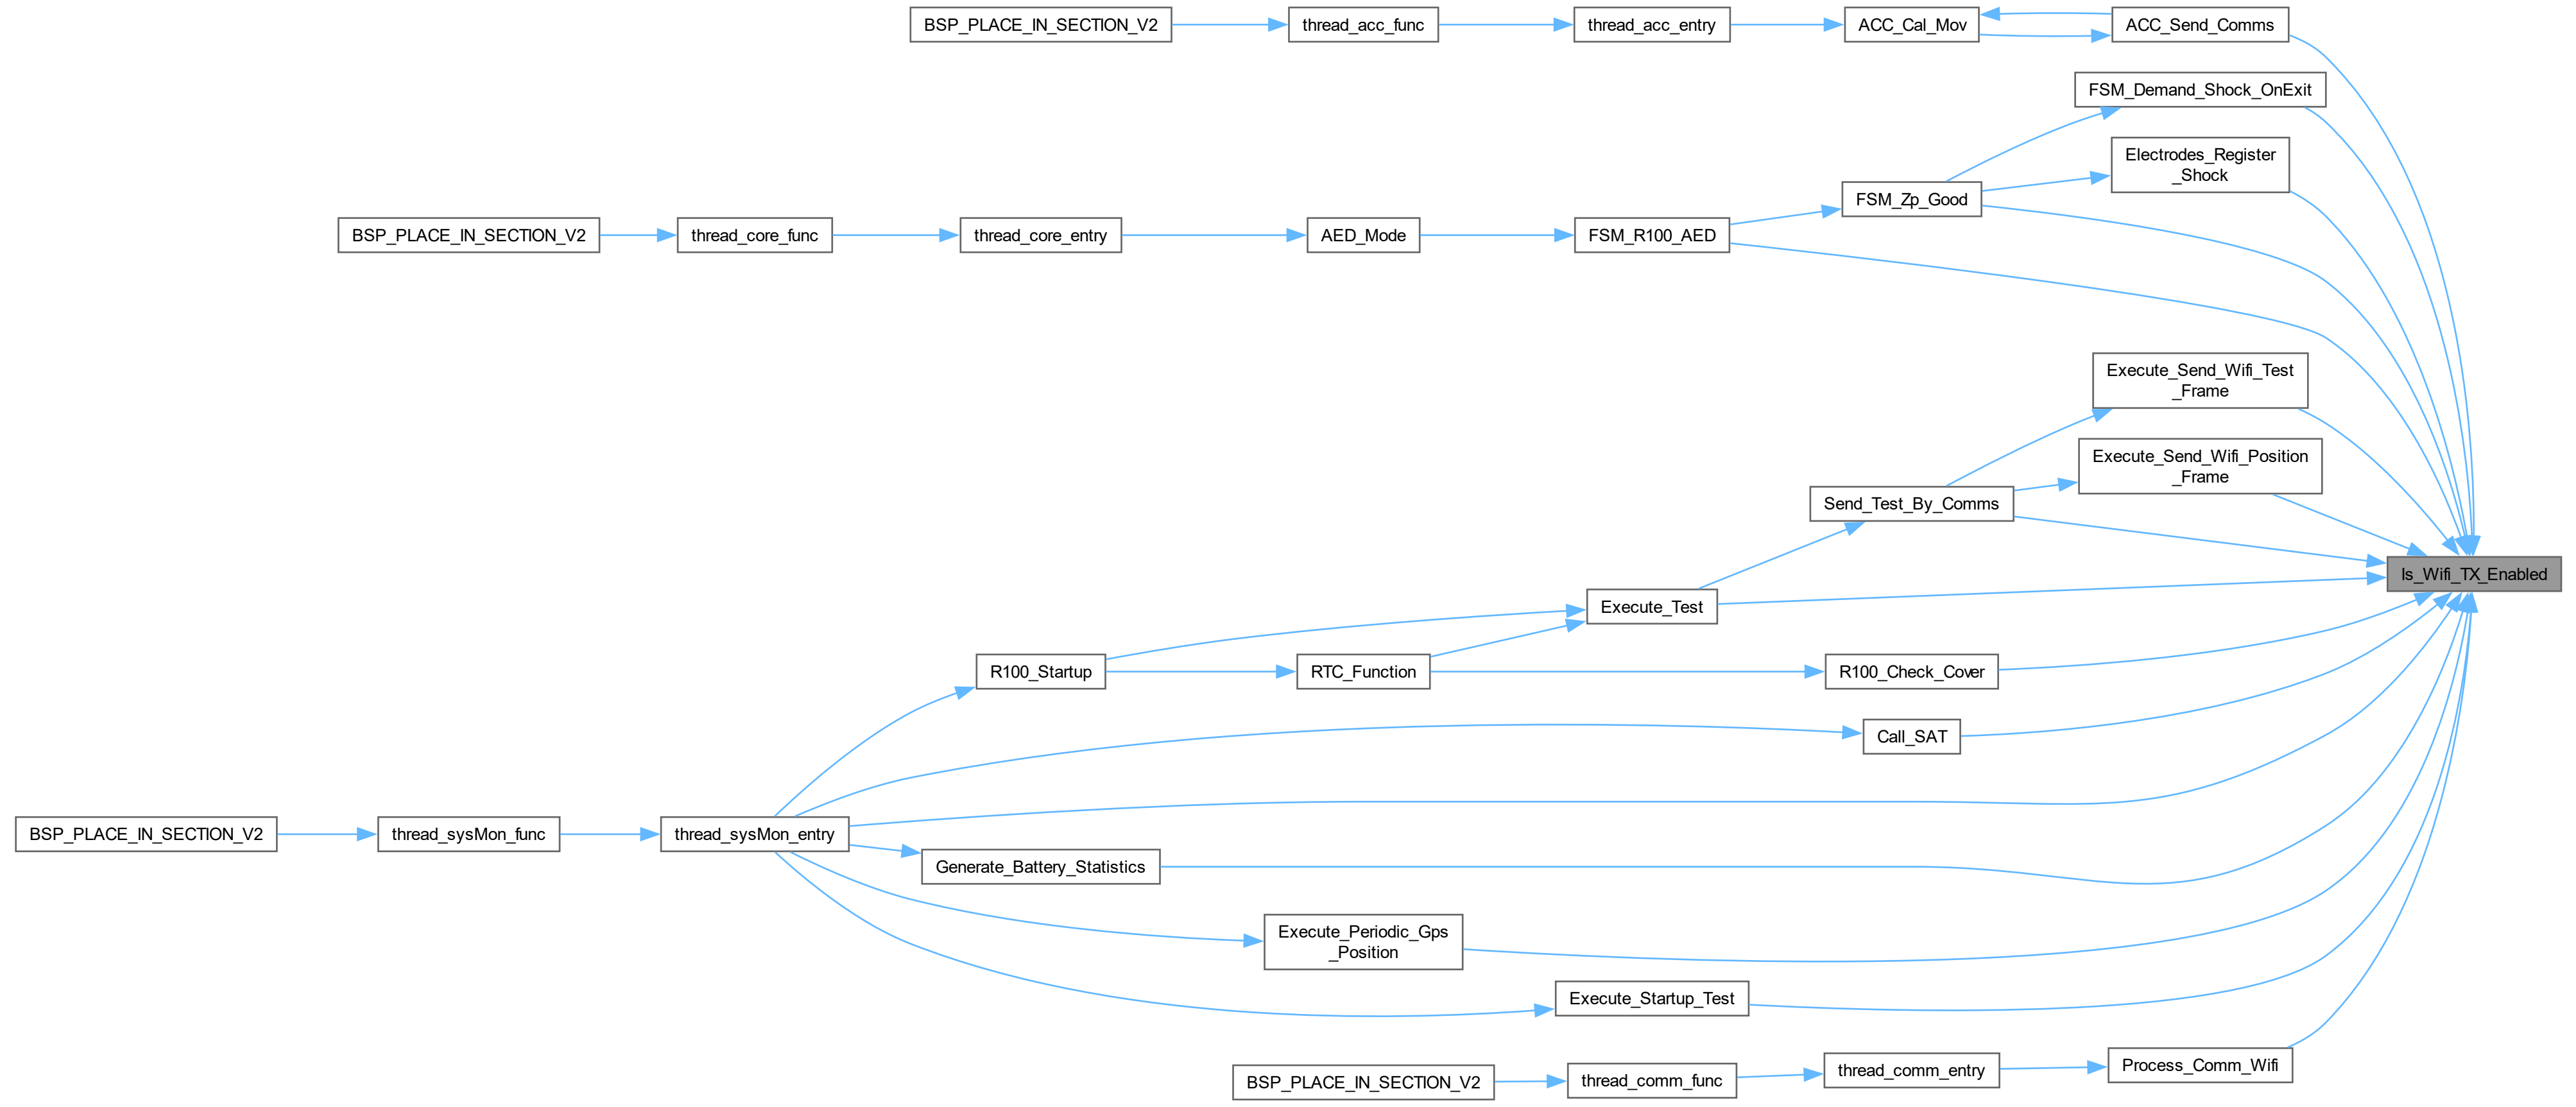 BSP_PLACE_IN_SECTION_V2
thread_acc_func
thread_acc_entry
ACC_Cal_Mov
ACC_Send_Comms
FSM_Demand_Shock_OnExit
Electrodes_Register
_Shock
FSM_Zp_Good
BSP_PLACE_IN_SECTION_V2
thread_core_func
thread_core_entry
AED_Mode
FSM_R100_AED
Execute_Send_Wifi_Test
_Frame
Execute_Send_Wifi_Position
_Frame
Send_Test_By_Comms
Is_Wifi_TX_Enabled
Execute_Test
R100_Startup
RTC_Function
R100_Check_Cover
Call_SAT
BSP_PLACE_IN_SECTION_V2
thread_sysMon_func
thread_sysMon_entry
Generate_Battery_Statistics
Execute_Periodic_Gps
_Position
Execute_Startup_Test
BSP_PLACE_IN_SECTION_V2
thread_comm_func
thread_comm_entry
Process_Comm_Wifi